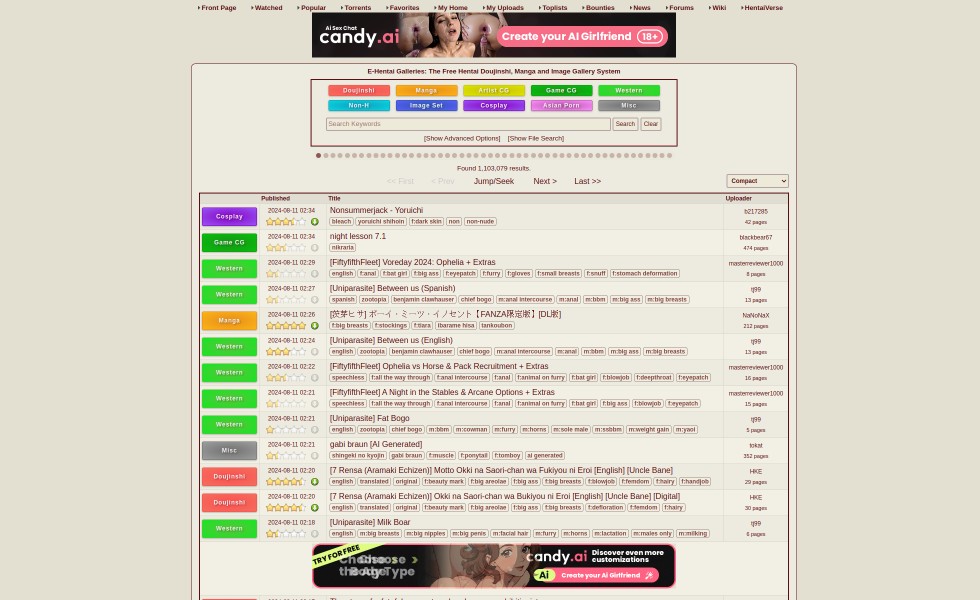 Front Page Watched Popular Torrents Favorites My Home My Uploads Toplists Bounties News Forums Wiki HentaiVerse
Ai Sex Chat
candy.ai
Create your AI Girlfriend 18+
E-Hentai Galleries: The Free Hentai Doujinshi, Manga and Image Gallery System
Doujinshi Manga Artist CG Game CG Western
Non-H Image Set Cosplay Asian Porn Misc
Search Keywords Search Clear
[Show Advanced Options] [Show File Search]
Found 1,103,079 results.
<< First < Prev Jump/Seek Next > Last >> Compact
Published Title Uploader
Cosplay 2024-08-11 02:34 Nonsummerjack - Yoruichi b217285
bleach yoruichi shihoin f:dark skin non non-nude 42 pages
Game CG 2024-08-11 02:34 night lesson 7.1 blackbear67
nikraria 474 pages
Western 2024-08-11 02:29 [FiftyfifthFleet] Voreday 2024: Ophelia + Extras masterreviewer1000
english f:anal f:bat girl f:big ass f:eyepatch f:furry f:gloves f:small breasts f:snuff f:stomach deformation 8 pages
Western 2024-08-11 02:27 [Uniparasite] Between us (Spanish) tj99
spanish zootopia benjamin clawhauser chief bogo m:anal intercourse m:anal m:bbm m:big ass m:big breasts 13 pages
Manga 2024-08-11 02:26 [茨芽ヒサ] ボーイ・ミーツ・イノセント【FANZA限定版】 [DL版] NaNoNaX
f:big breasts f:stockings f:tiara ibarame hisa tankoubon 212 pages
Western 2024-08-11 02:24 [Uniparasite] Between us (English) tj99
english zootopia benjamin clawhauser chief bogo m:anal intercourse m:anal m:bbm m:big ass m:big breasts 13 pages
Western 2024-08-11 02:22 [FiftyfifthFleet] Ophelia vs Horse & Pack Recruitment + Extras masterreviewer1000
speechless f:all the way through f:anal intercourse f:anal f:animal on furry f:bat girl f:blowjob f:deepthroat f:eyepatch 16 pages
Western 2024-08-11 02:21 [FiftyfifthFleet] A Night in the Stables & Arcane Options + Extras masterreviewer1000
speechless f:all the way through f:anal intercourse f:anal f:animal on furry f:bat girl f:big ass f:blowjob f:eyepatch 15 pages
Western 2024-08-11 02:21 [Uniparasite] Fat Bogo tj99
english zootopia chief bogo m:bbm m:cowman m:furry m:horns m:sole male m:ssbbm m:weight gain m:yaoi 5 pages
Misc 2024-08-11 02:21 gabi braun [AI Generated] tokat
shingeki no kyojin gabi braun f:muscle f:ponytail f:tomboy ai generated 352 pages
Doujinshi 2024-08-11 02:20 [7 Rensa (Aramaki Echizen)] Motto Okki na Saori-chan wa Fukiyou ni Eroi [English] [Uncle Bane] HKE
english translated original f:beauty mark f:big areolae f:big ass f:big breasts f:blowjob f:femdom f:hairy f:handjob 29 pages
Doujinshi 2024-08-11 02:20 [7 Rensa (Aramaki Echizen)] Okki na Saori-chan wa Bukiyou ni Eroi [English] [Uncle Bane] [Digital] HKE
english translated original f:beauty mark f:big areolae f:big ass f:big breasts f:defloration f:femdom f:hairy 30 pages
Western 2024-08-11 02:18 [Uniparasite] Milk Boar tj99
english m:big breasts m:big nipples m:big penis m:facial hair m:furry m:horns m:lactation m:males only m:milking 6 pages
TRY FOR FREE
candy.ai Discover even more customizations
Ai Create your AI Girlfriend